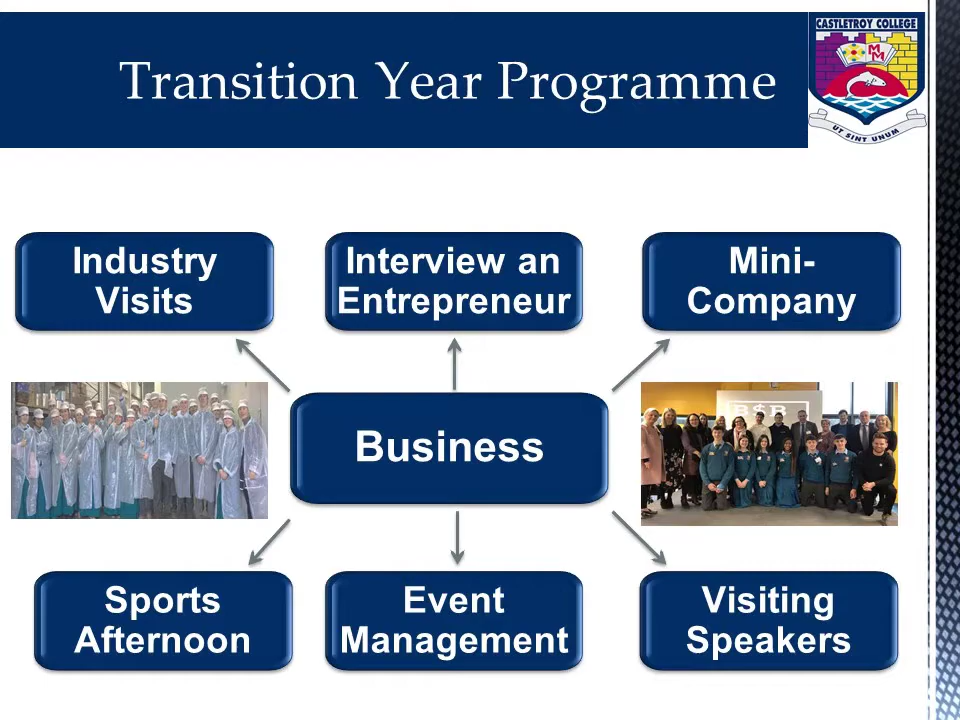 Transition Year Programme
CASTLETROY COLLEGE
M
M
UT SINT UNUM
Industry
Visits
Interview an
Entrepreneur
Mini-
Company
B$B
Business
Sports
Afternoon
Event
Management
Visiting
Speakers